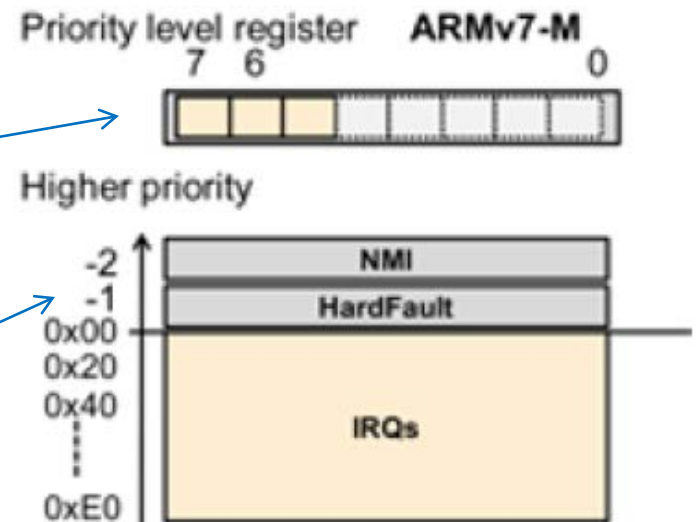 Priority level register ARMv7-M
7 6 0
Higher priority
-2 NMI
-1 HardFault
0x00
0x20
0x40
IRQs
0xE0